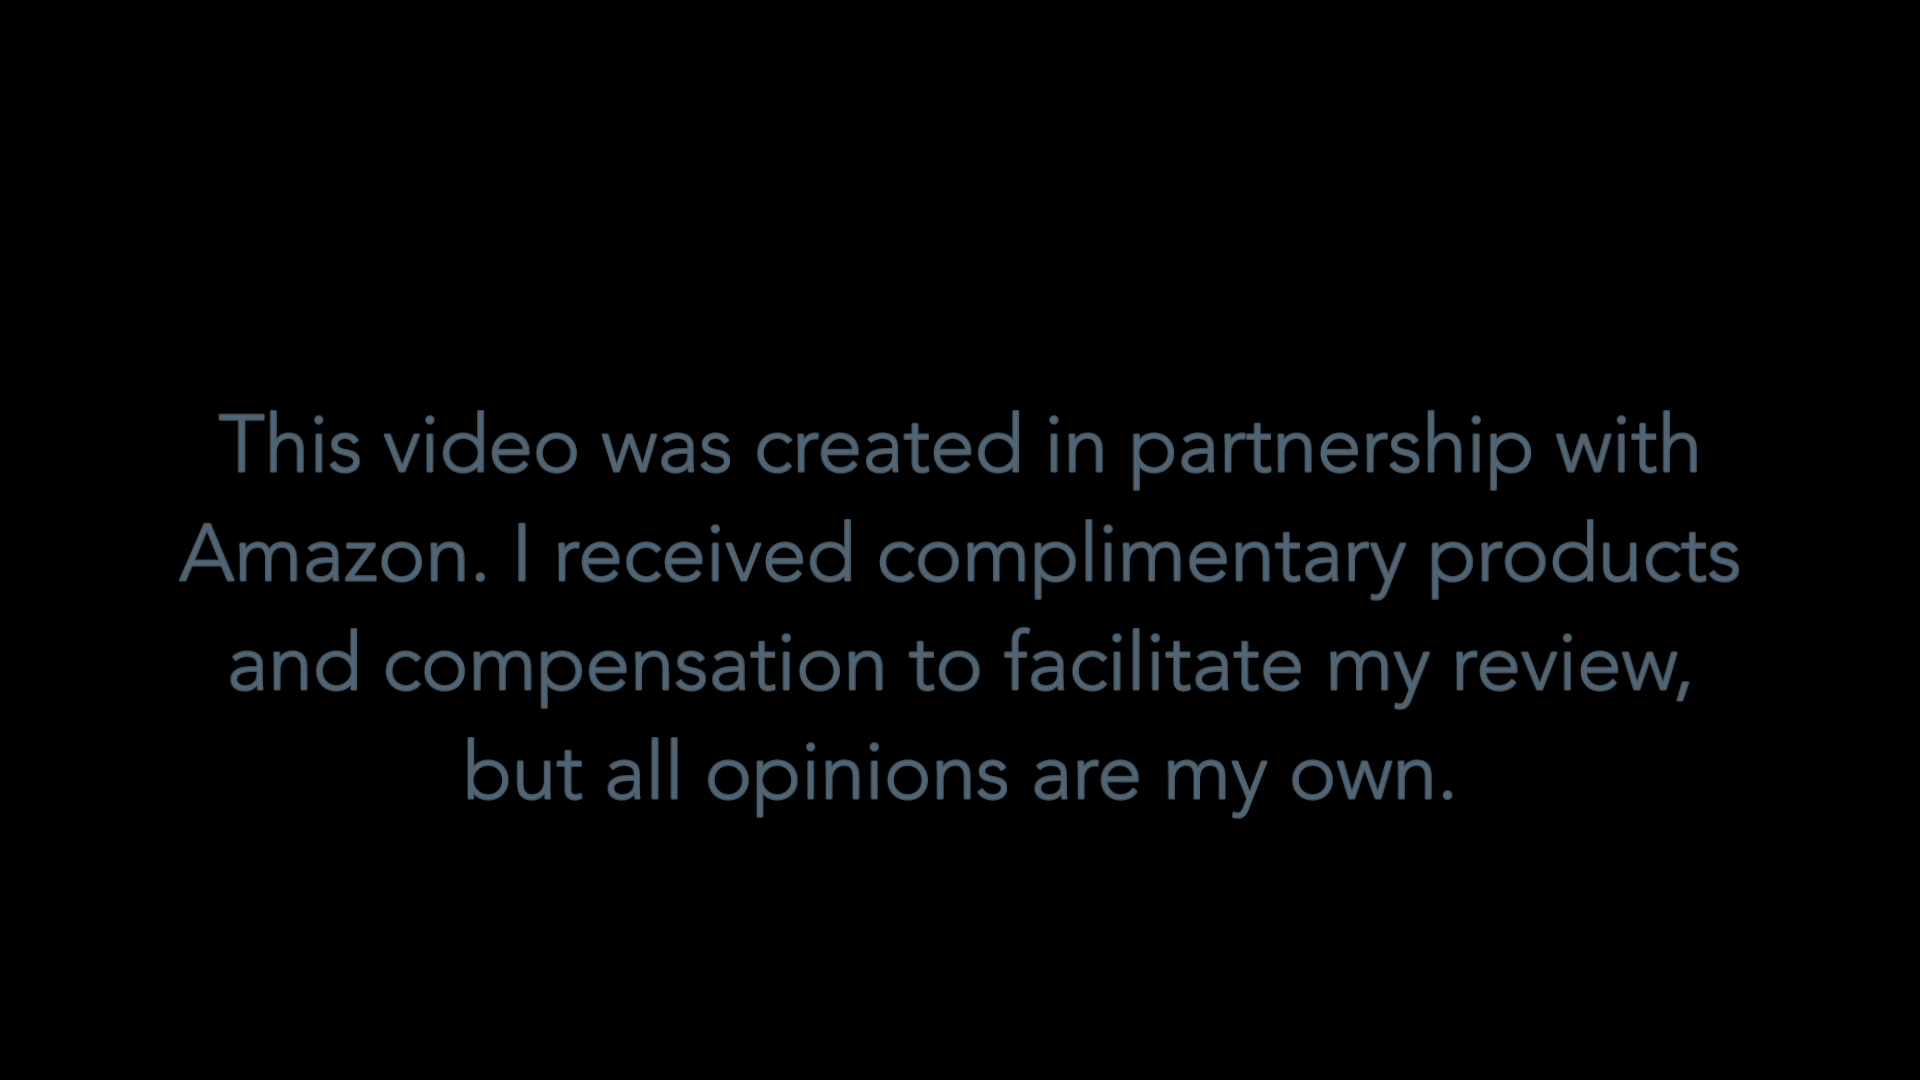 This video was created in partnership with
Amazon. I received complimentary products
and compensation to facilitate my review,
but all opinions are my own.